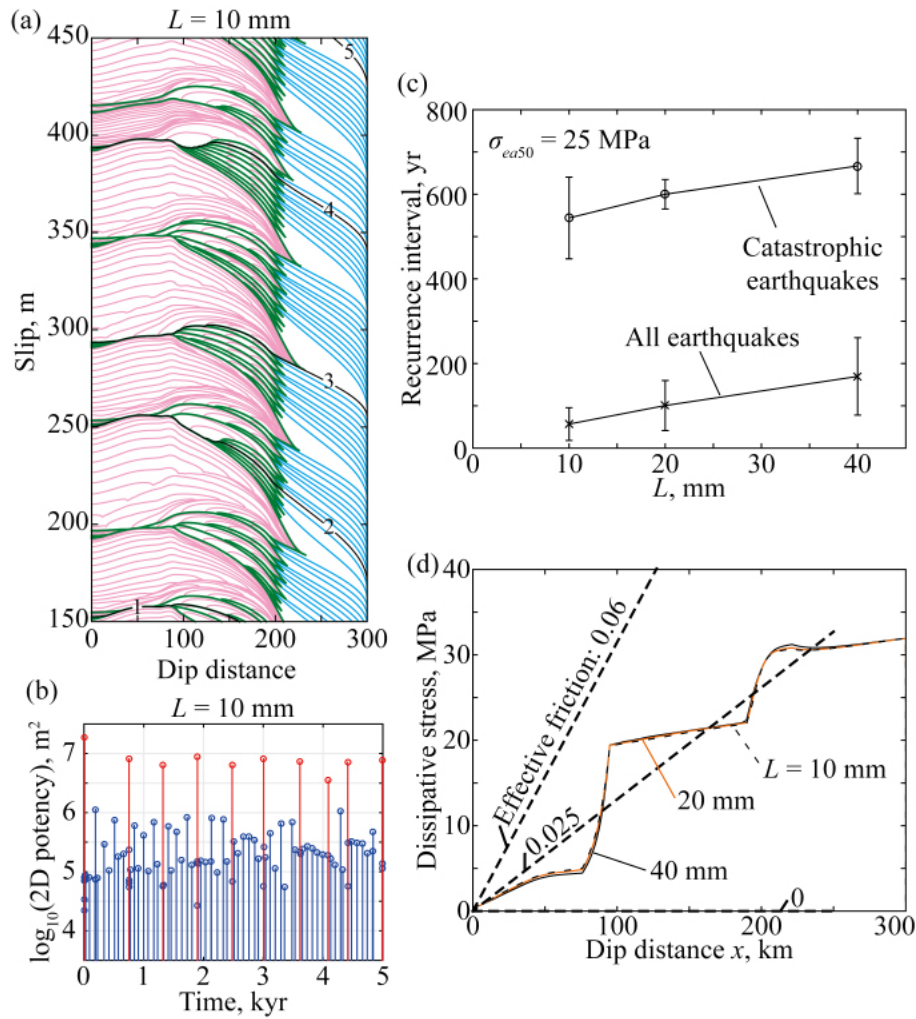 (a)
L = 10 mm
450
400
350
300
250
200
150
Slip, m
5
4
3
2
1
0
100
200
300
Dip distance
(b)
L = 10 mm
log10(2D potency), m2
7
6
5
4
0
1
2
3
4
5
Time, kyr
(c)
800
600
400
200
0
Recurrence interval, yr
σea50 = 25 MPa
Catastrophic
earthquakes
All earthquakes
0
10
20
30
40
L, mm
(d)
40
30
20
10
0
Dissipative stress, MPa
Effective friction: 0.06
0.025
L = 10 mm
20 mm
40 mm
0
0
100
200
300
Dip distance x, km